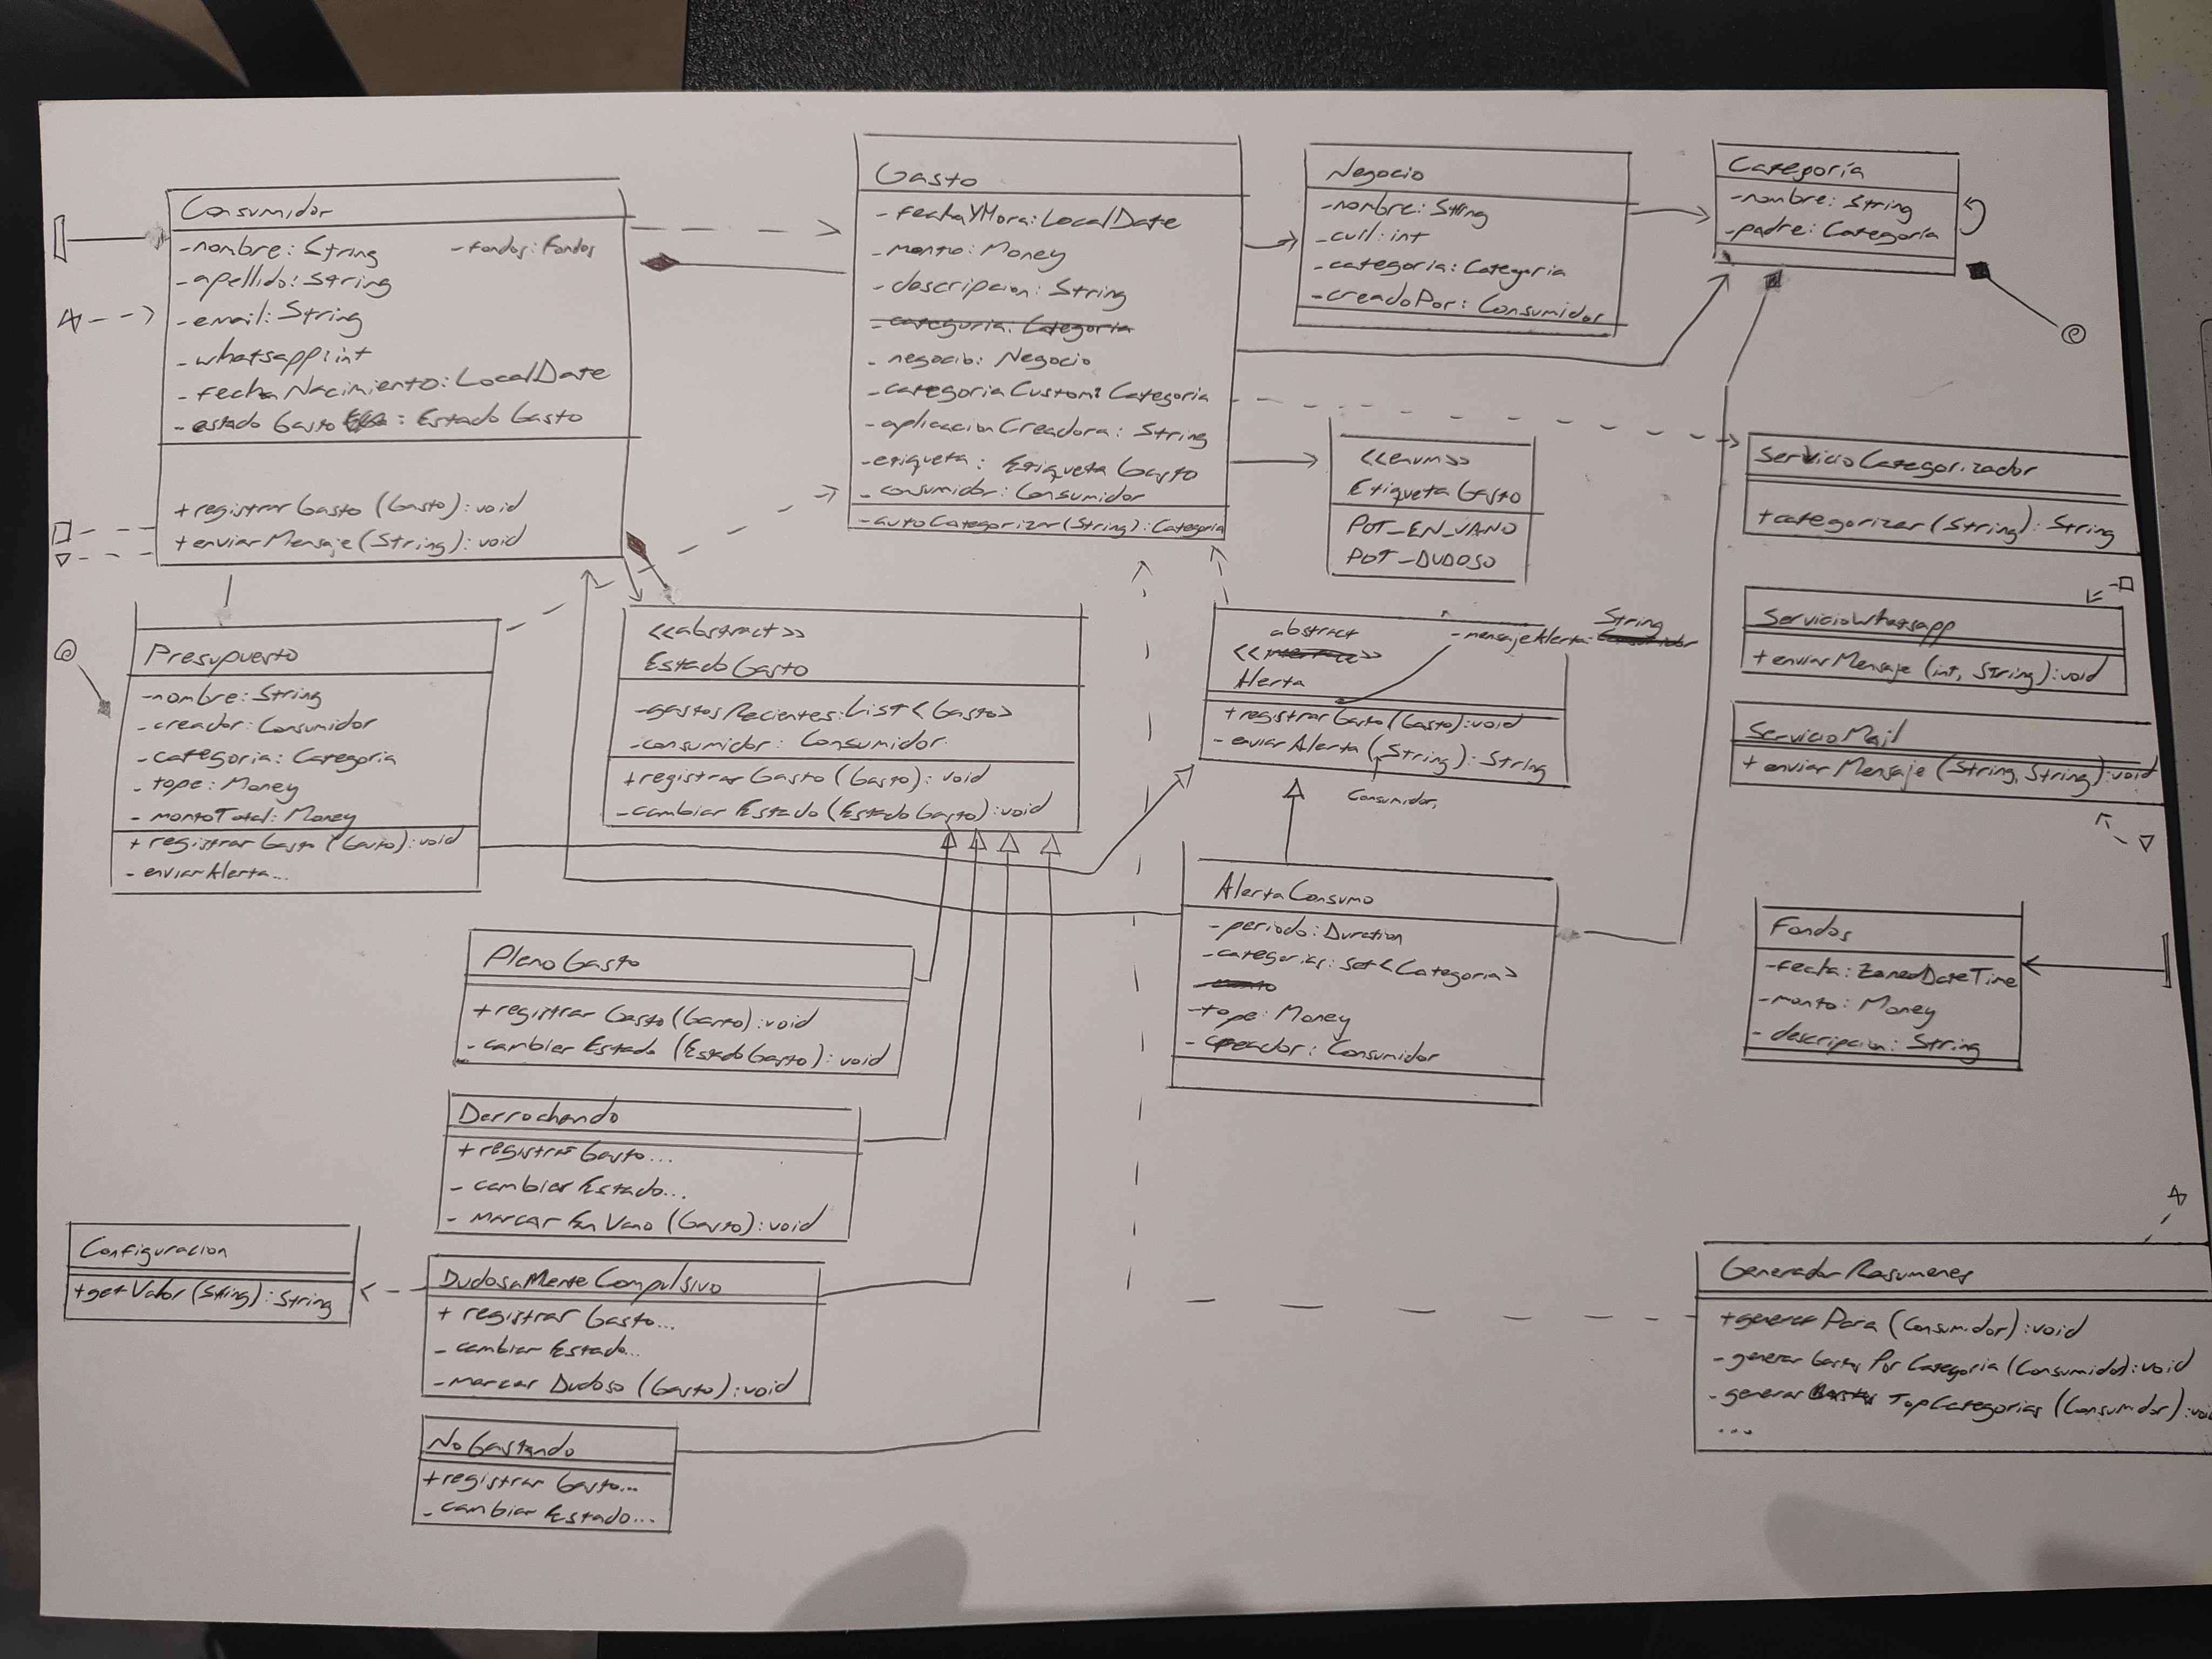 Consumidor
-nombre: String
-fondos: Fondos
-apellido: String
-email: String
-whatsapp: int
-fechaNacimiento: LocalDate
-estadoGasto : EstadoGasto
+registrarGasto (Gasto): void
+enviarMensaje (String): void
Gasto
-fechaYHora: LocalDate
-monto: Money
-descripcion: String
-categoria: Categoria
-negocio: Negocio
-categoriaCustom: Categoria
-aplicacionCreadora: String
-etiqueta: EtiquetaGasto
-consumidor: Consumidor
-autoCategorizar(String): Categoria
Negocio
-nombre: String
-cuil: int
-categoria: Categoria
-creadoPor: Consumidor
Categoría
-nombre: String
-padre: Categoría
<<enum>>
EtiquetaGasto
POT_EN_VANO
POT_DUDOSO
ServicioCategorizador
+categorizar (String): String
ServicioWhatsapp
+enviarMensaje (int, String): void
ServicioMail
+enviarMensaje (String, String): void
Presupuesto
-nombre: String
-creador: Consumidor
-categoria: Categoria
-tope: Money
-montoTotal: Money
+registrarGasto (Gasto): void
-enviarAlerta...
<<abstract>>
EstadoGasto
-gastosRecientes: List<Gasto>
-consumidor: Consumidor
+registrarGasto (Gasto): void
-cambiarEstado (EstadoGasto): void
abstract
<<interface>>
Alerta
String
-mensajeAlerta: Consumidor
+registrarGasto (Gasto): void
-enviarAlerta (String): String
Consumidor,
AlertaConsumo
-periodo: Duration
-categorias: Set<Categoria>
-monto
-tope: Money
-creador: Consumidor
Fondos
-fecha: ZonedDateTime
-monto: Money
-descripcion: String
PlenoGasto
+registrarGasto (Gasto): void
-cambiarEstado (EstadoGasto): void
Derrochando
+registrarGasto...
-cambiarEstado...
-marcarEnVano (Gasto): void
Configuracion
+getValor (String): String
DudosaMenteCompulsivo
+registrarGasto...
-cambiarEstado...
-marcarDudoso (Gasto): void
NoGastando
+registrarGasto...
-cambiarEstado...
GeneradorResumenes
+generarPara (Consumidor): void
-generarGastosPorCategoria (Consumidor): void
-generar TopCategorias (Consumidor): void
...